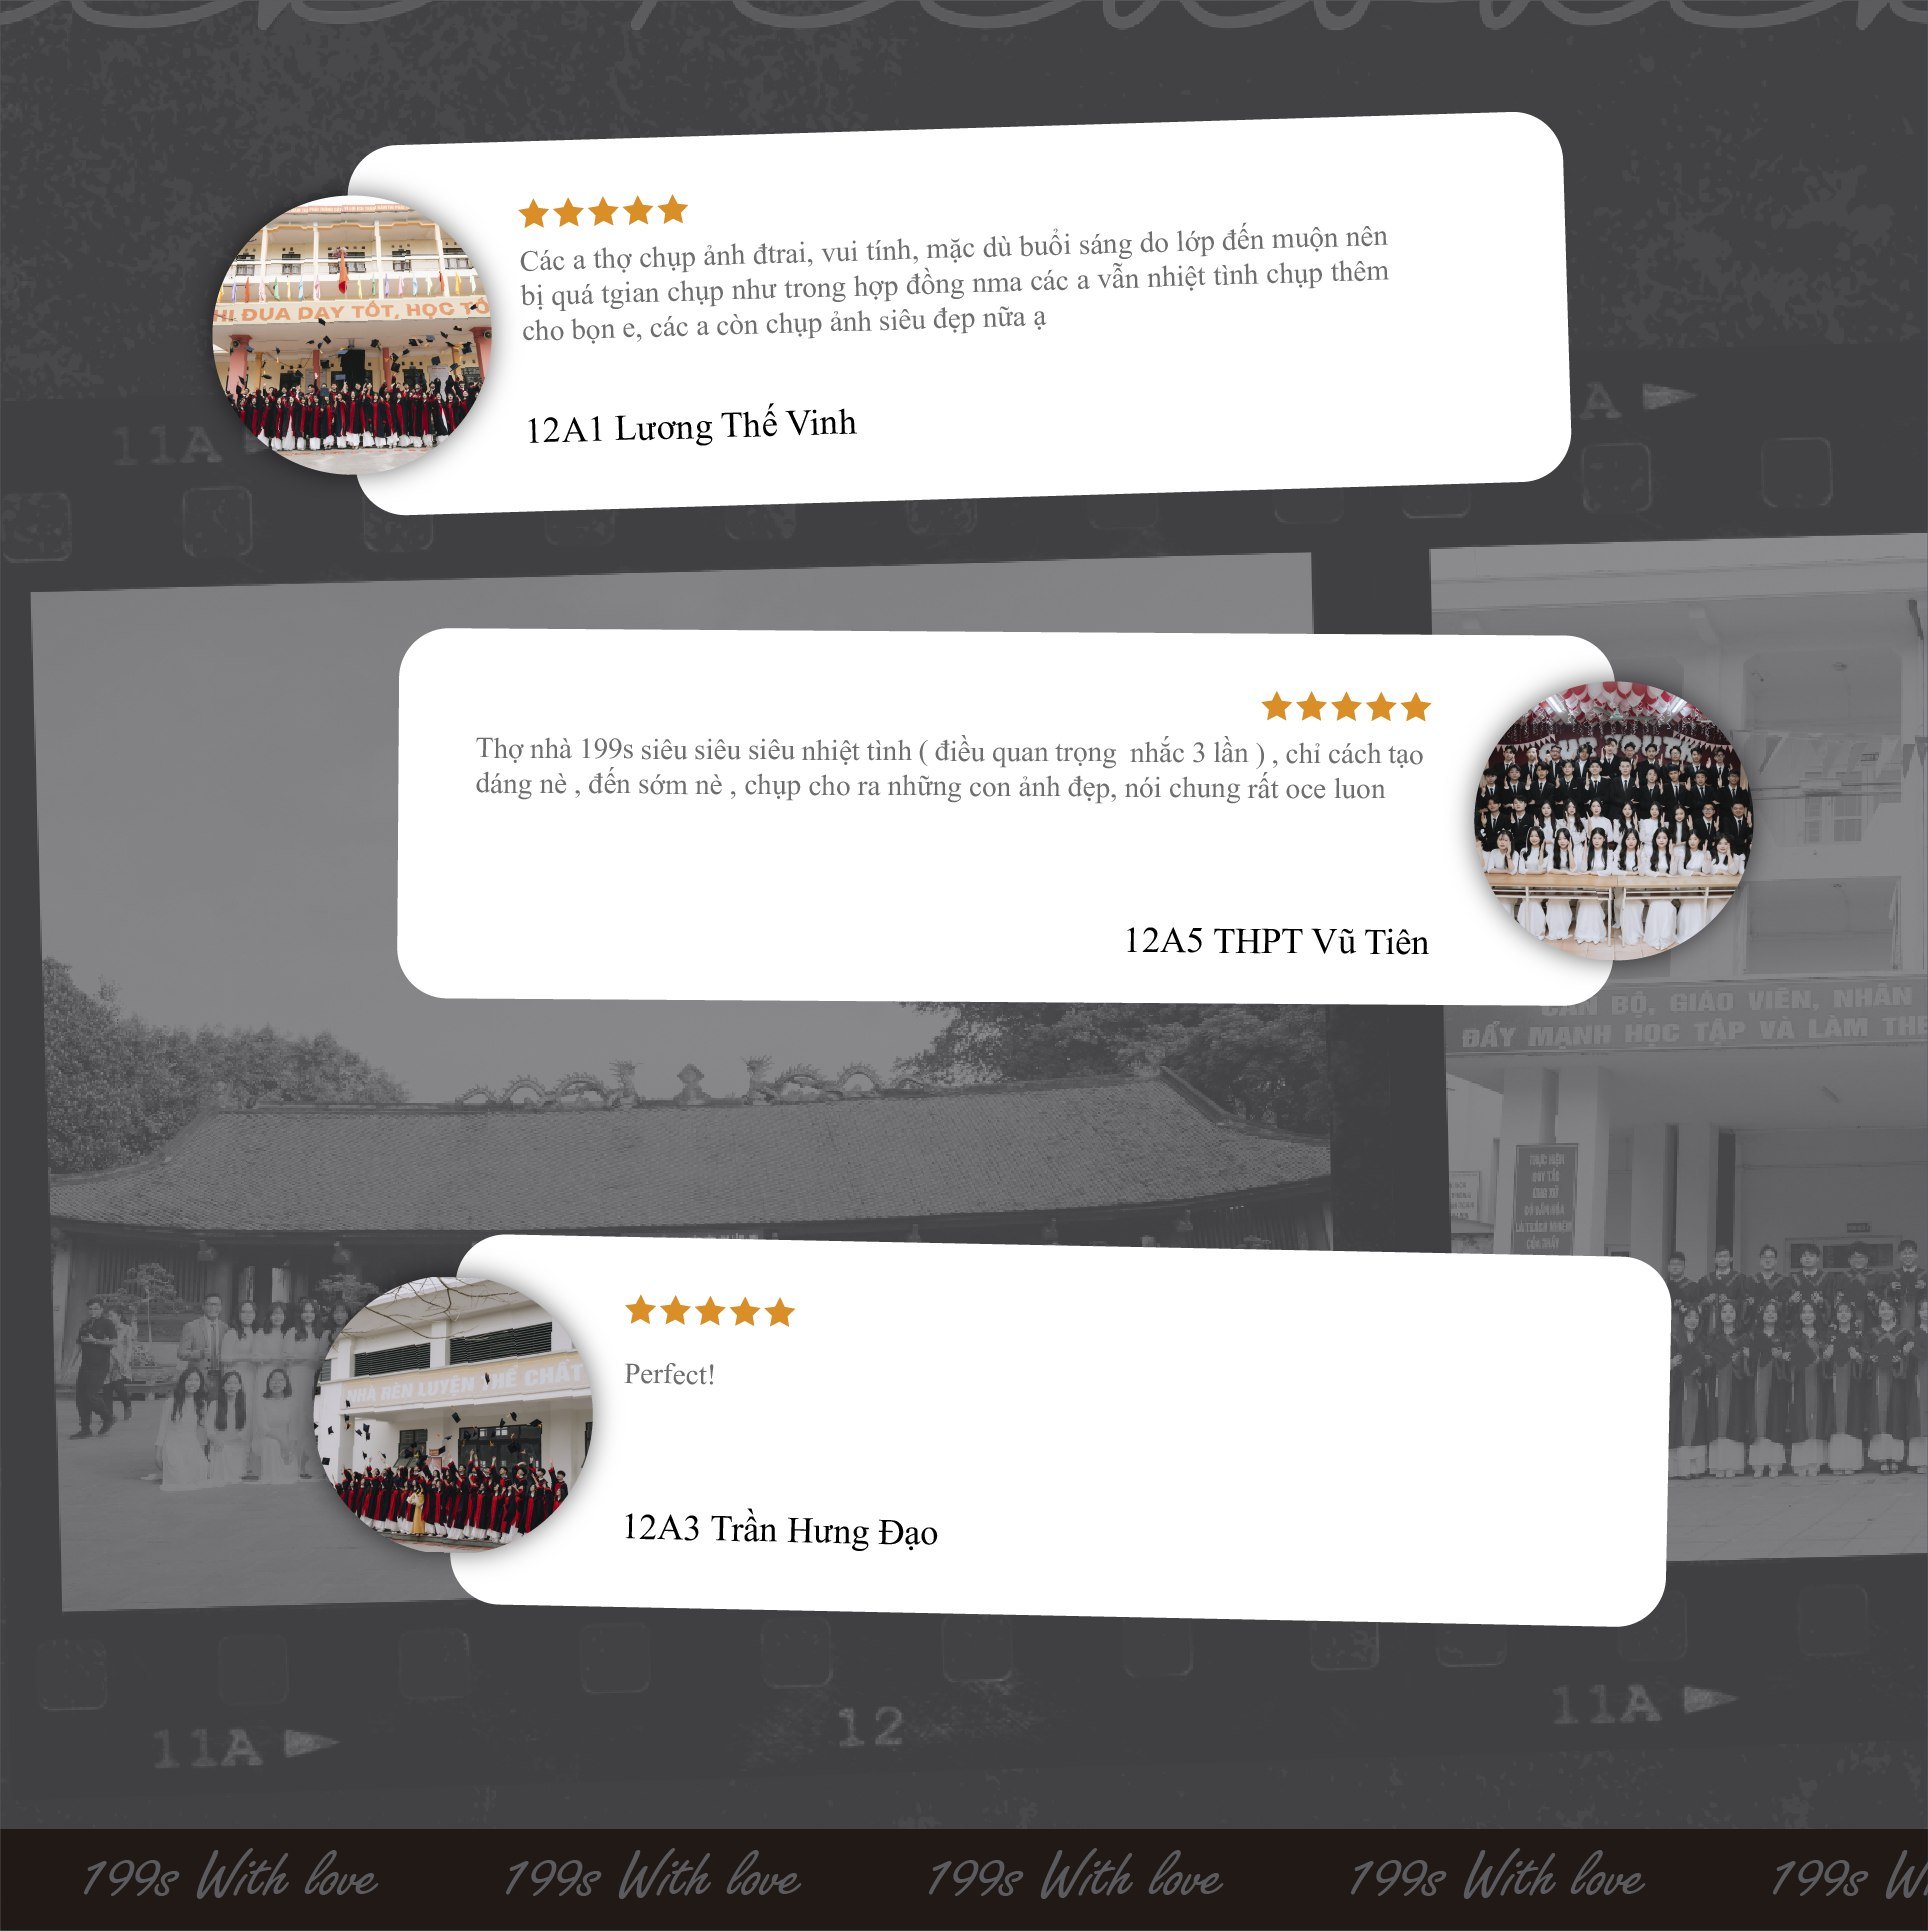 Các a thợ chụp ảnh đtrai, vui tính, mặc dù buổi sáng do lớp đến muộn nên
bị quá tgian chụp như trong hợp đồng nma các a vẫn nhiệt tình chụp thêm
cho bọn e, các a còn chụp ảnh siêu đẹp nữa ạ
HI ĐUA DẠY TỐT, HỌC TỐ
12A1 Lương Thế Vinh
11A
A
Thợ nhà 199s siêu siêu siêu nhiệt tình ( điều quan trọng nhắc 3 lần ) , chỉ cách tạo
dáng nè , đến sớm nè , chụp cho ra những con ảnh đẹp, nói chung rất oce luon
12A5 THPT Vũ Tiên
BỘ, GIÁO VIÊN, NHÂN
ĐẨY MẠNH HỌC TẬP VÀ LÀM THE
Perfect!
NHÀ RÈN LUYỆN THỂ CHẤT
12A3 Trần Hưng Đạo
11A
12
11A
199s With love 199s With love 199s With love 199s With love 199s Wi